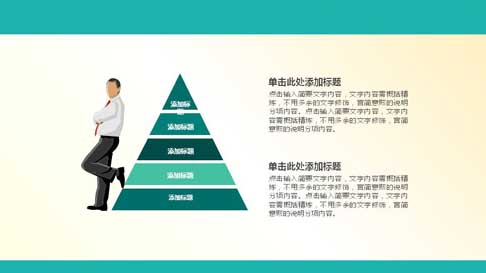 添加标
题
添加标题
添加标题
添加标题
添加标题
单击此处添加标题
点击输入简要文字内容，文字内容需概括精
炼，不用多余的文字修饰，言简意赅的说明
分项内容。点击输入简要文字内容，文字内
容需概括精炼，不用多余的文字修饰，言简
意赅的说明分项内容。
单击此处添加标题
点击输入简要文字内容，文字内容需概括精
炼，不用多余的文字修饰，言简意赅的说明
分项内容。点击输入简要文字内容，文字内
容需概括精炼，不用多余的文字修饰，言简
意赅的说明分项内容。